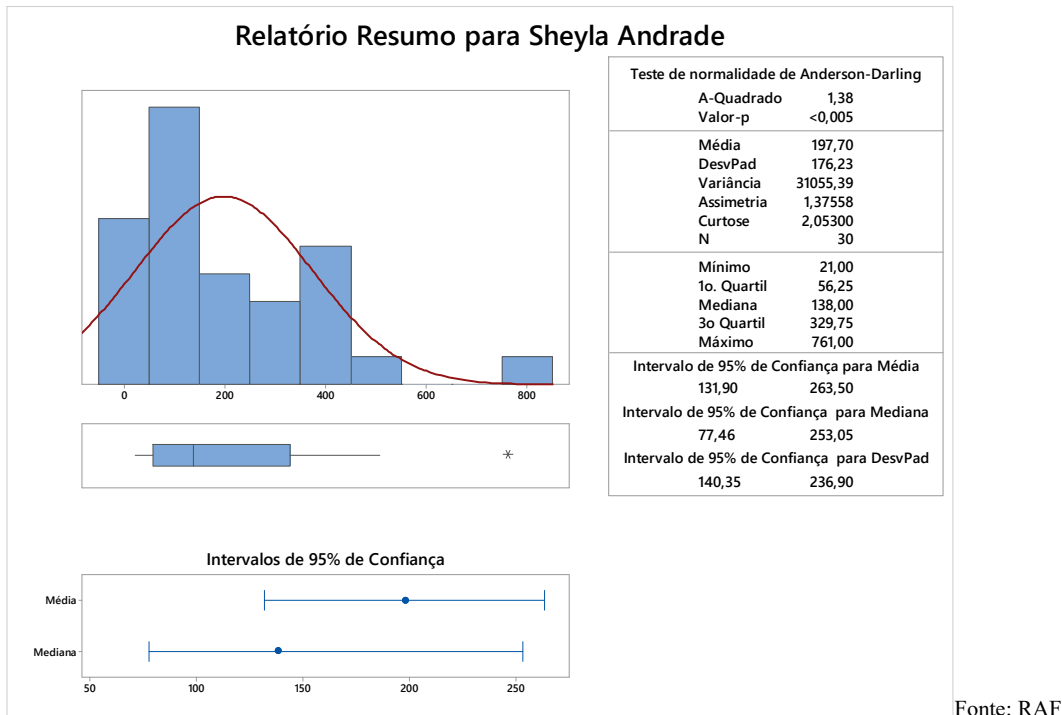 Relatório Resumo para Sheyla Andrade
Teste de normalidade de Anderson-Darling
A-Quadrado 1,38
Valor-p <0,005
Média 197,70
DesvPad 176,23
Variância 31055,39
Assimetria 1,37558
Curtose 2,05300
N 30
Mínimo 21,00
1o. Quartil 56,25
Mediana 138,00
3o Quartil 329,75
Máximo 761,00
Intervalo de 95% de Confiança para Média
131,90 263,50
Intervalo de 95% de Confiança para Mediana
77,46 253,05
Intervalo de 95% de Confiança para DesvPad
140,35 236,90
0 200 400 600 800
Intervalos de 95% de Confiança
Média
Mediana
50 100 150 200 250
Fonte: RAE